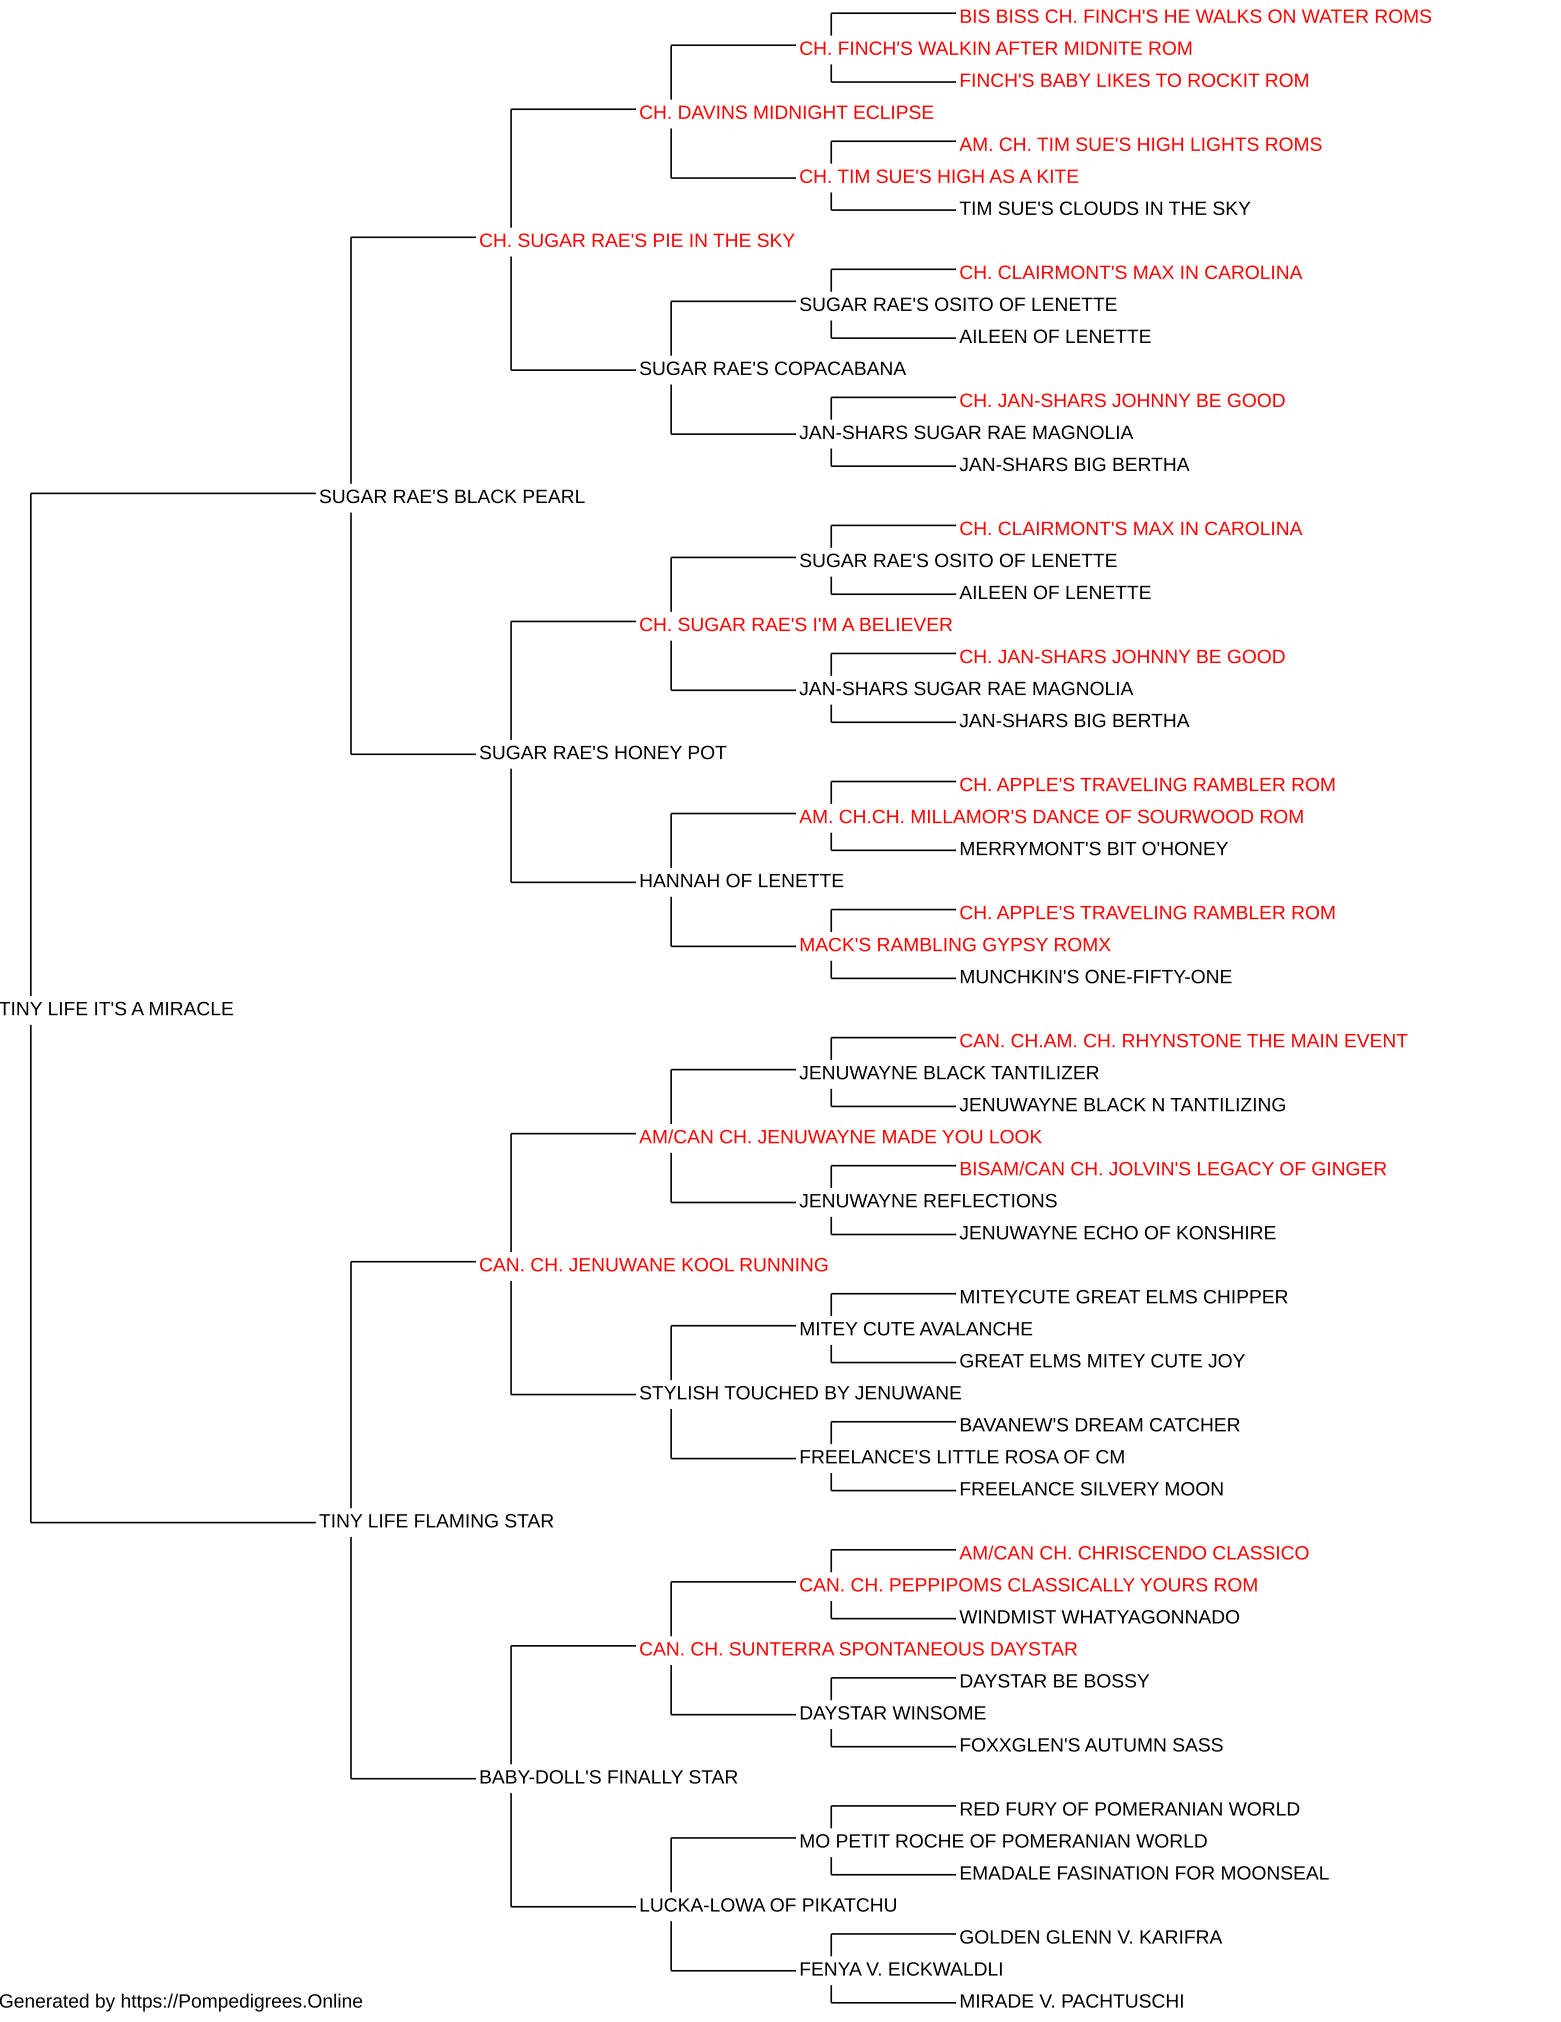 BIS BISS CH. FINCH'S HE WALKS ON WATER ROMS
CH. FINCH'S WALKIN AFTER MIDNITE ROM
FINCH'S BABY LIKES TO ROCKIT ROM
CH. DAVINS MIDNIGHT ECLIPSE
AM. CH. TIM SUE'S HIGH LIGHTS ROMS
CH. TIM SUE'S HIGH AS A KITE
TIM SUE'S CLOUDS IN THE SKY
CH. SUGAR RAE'S PIE IN THE SKY
CH. CLAIRMONT'S MAX IN CAROLINA
SUGAR RAE'S OSITO OF LENETTE
AILEEN OF LENETTE
SUGAR RAE'S COPACABANA
CH. JAN-SHARS JOHNNY BE GOOD
JAN-SHARS SUGAR RAE MAGNOLIA
JAN-SHARS BIG BERTHA
SUGAR RAE'S BLACK PEARL
CH. CLAIRMONT'S MAX IN CAROLINA
SUGAR RAE'S OSITO OF LENETTE
AILEEN OF LENETTE
CH. SUGAR RAE'S I'M A BELIEVER
CH. JAN-SHARS JOHNNY BE GOOD
JAN-SHARS SUGAR RAE MAGNOLIA
JAN-SHARS BIG BERTHA
SUGAR RAE'S HONEY POT
CH. APPLE'S TRAVELING RAMBLER ROM
AM. CH.CH. MILLAMOR'S DANCE OF SOURWOOD ROM
MERRYMONT'S BIT O'HONEY
HANNAH OF LENETTE
CH. APPLE'S TRAVELING RAMBLER ROM
MACK'S RAMBLING GYPSY ROMX
MUNCHKIN'S ONE-FIFTY-ONE
TINY LIFE IT'S A MIRACLE
CAN. CH.AM. CH. RHYNSTONE THE MAIN EVENT
JENUWAYNE BLACK TANTILIZER
JENUWAYNE BLACK N TANTILIZING
AM/CAN CH. JENUWAYNE MADE YOU LOOK
BISAM/CAN CH. JOLVIN'S LEGACY OF GINGER
JENUWAYNE REFLECTIONS
JENUWAYNE ECHO OF KONSHIRE
CAN. CH. JENUWANE KOOL RUNNING
MITEYCUTE GREAT ELMS CHIPPER
MITEY CUTE AVALANCHE
GREAT ELMS MITEY CUTE JOY
STYLISH TOUCHED BY JENUWANE
BAVANEW'S DREAM CATCHER
FREELANCE'S LITTLE ROSA OF CM
FREELANCE SILVERY MOON
TINY LIFE FLAMING STAR
AM/CAN CH. CHRISCENDO CLASSICO
CAN. CH. PEPPIPOMS CLASSICALLY YOURS ROM
WINDMIST WHATYAGONNADO
CAN. CH. SUNTERRA SPONTANEOUS DAYSTAR
DAYSTAR BE BOSSY
DAYSTAR WINSOME
FOXXGLEN'S AUTUMN SASS
BABY-DOLL'S FINALLY STAR
RED FURY OF POMERANIAN WORLD
MO PETIT ROCHE OF POMERANIAN WORLD
EMADALE FASINATION FOR MOONSEAL
LUCKA-LOWA OF PIKATCHU
GOLDEN GLENN V. KARIFRA
FENYA V. EICKWALDLI
MIRADE V. PACHTUSCHI
Generated by https://Pompedigrees.Online